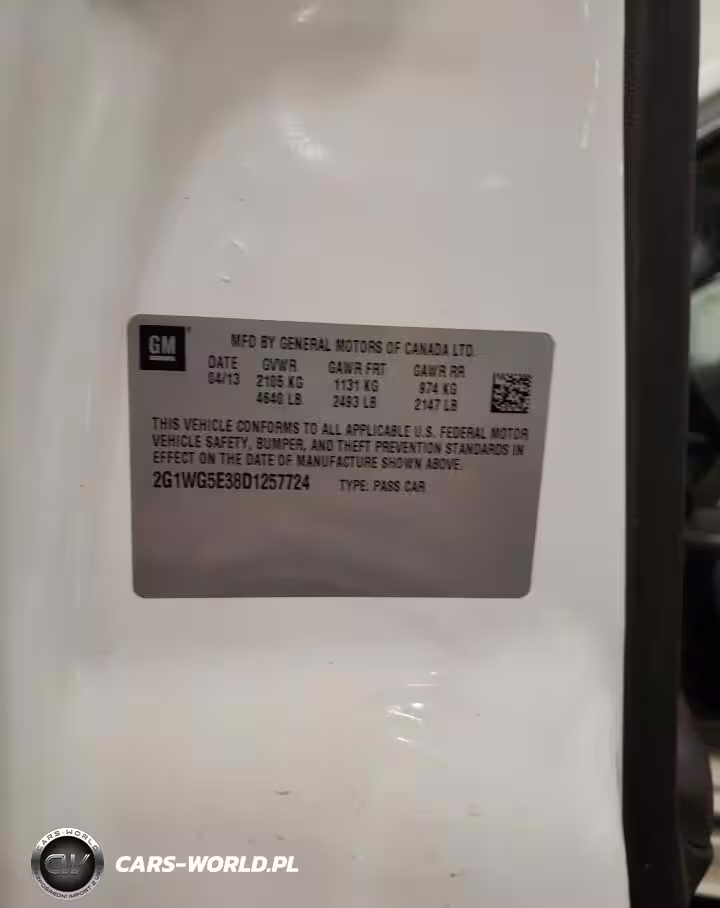 GM
MFD BY GENERAL MOTORS OF CANADA LTD.
DATE GVWR GAWR FRT GAWR RR
04/13 2105 KG 1131 KG 974 KG
4640 LB 2493 LB 2147 LB
THIS VEHICLE CONFORMS TO ALL APPLICABLE U.S. FEDERAL MOTOR
VEHICLE SAFETY, BUMPER, AND THEFT PREVENTION STANDARDS IN
EFFECT ON THE DATE OF MANUFACTURE SHOWN ABOVE.
2G1WG5E38D1257724 TYPE: PASS CAR
CARS-WORLD
CW
CARS-WORLD.PL